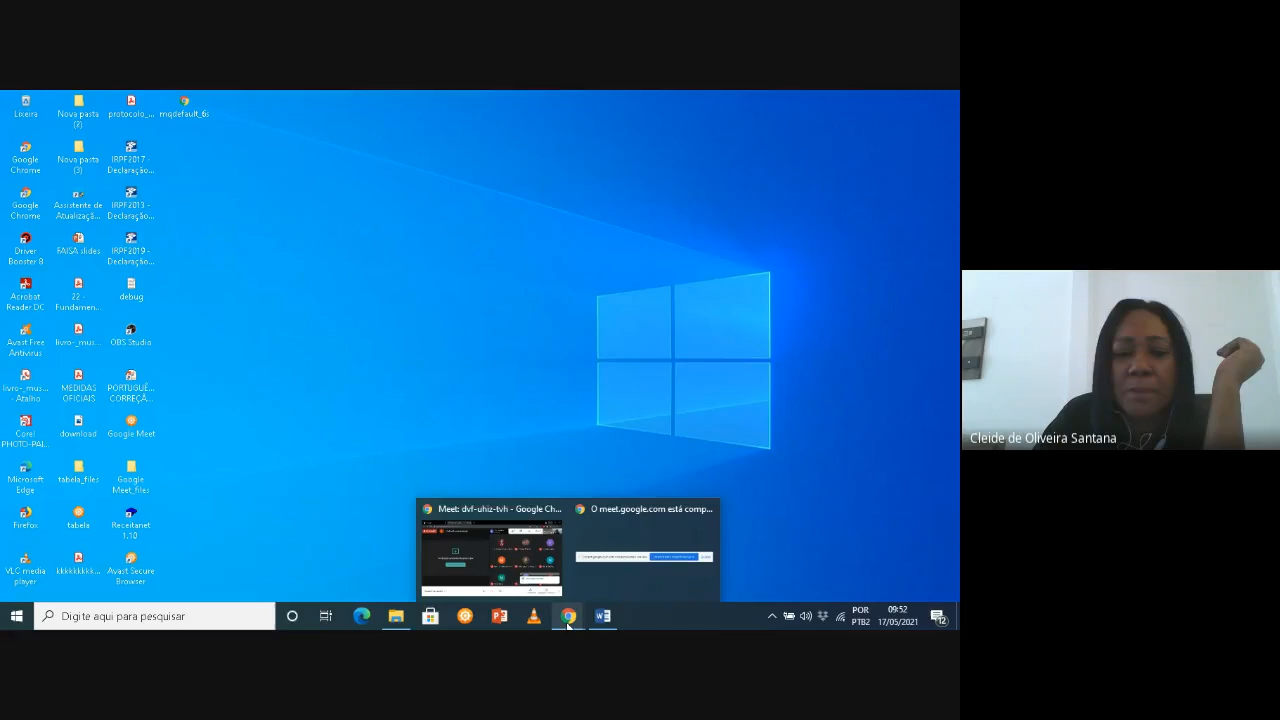 Lixeira
Nova pasta
(2)
protocolo_...
mqdefault_6s
Google
Chrome
Nova pasta
(3)
IRPF2017 -
Declaração...
Google
Chrome
Assistente de
Atualizaçã...
IRPF2013 -
Declaração...
Driver
Booster 8
FAISA slides
IRPF2019 -
Declaração...
Acrobat
Reader DC
22 -
Fundamen...
debug
Avast Free
Antivirus
livro-_mus...
OBS Studio
livro-_mus...
- Atalho
MEDIDAS
OFICIAIS
PORTUGUÊ...
CORREÇÃ...
Corel
PHOTO-PAI...
download
Google Meet
Microsoft
Edge
tabela_files
Google
Meet_files
Firefox
tabela
Receitanet
1.10
VLC media
player
kkkkkkkkk...
Avast Secure
Browser
Cleide de Oliveira Santana
Meet: dvf-uhiz-tvh - Google Ch...
O meet.google.com está comp...
Digite aqui para pesquisar
POR
PTB2
09:52
17/05/2021
12